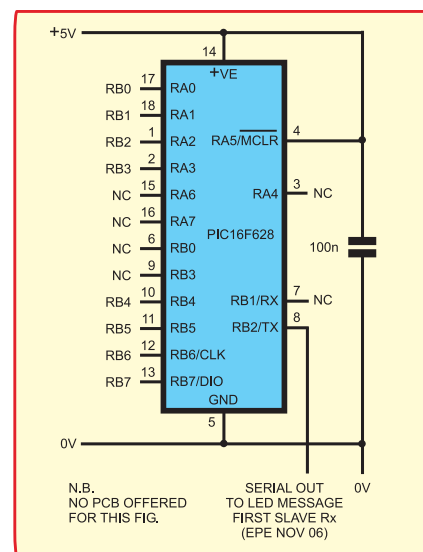 +5V
14
+VE
RB0 17 RA0
RB1 18 RA1
RB2 1 RA2 RA5/MCLR 4
RB3 2 RA3
NC 15 RA6 RA4 3 NC
NC 16 RA7
PIC16F628
NC 6 RB0
100n
NC 9 RB3
RB4 10 RB4 RB1/RX 7 NC
RB5 11 RB5 RB2/TX 8
RB6 12 RB6/CLK
RB7 13 RB7/DIO
GND
5
0V
N.B.
NO PCB OFFERED
FOR THIS FIG.
SERIAL OUT
TO LED MESSAGE
FIRST SLAVE Rx
(EPE NOV 06)
0V